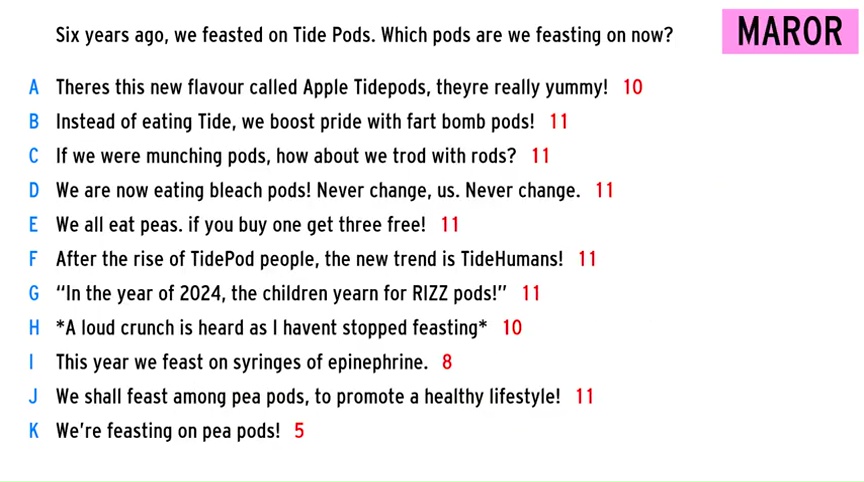 Six years ago, we feasted on Tide Pods. Which pods are we feasting on now?
MAROR
A Theres this new flavour called Apple Tidepods, theyre really yummy! 10
B Instead of eating Tide, we boost pride with fart bomb pods! 11
C If we were munching pods, how about we trod with rods? 11
D We are now eating bleach pods! Never change, us. Never change. 11
E We all eat peas. if you buy one get three free! 11
F After the rise of TidePod people, the new trend is TideHumans! 11
G “In the year of 2024, the children yearn for RIZZ pods!” 11
H *A loud crunch is heard as I havent stopped feasting* 10
I This year we feast on syringes of epinephrine. 8
J We shall feast among pea pods, to promote a healthy lifestyle! 11
K We’re feasting on pea pods! 5